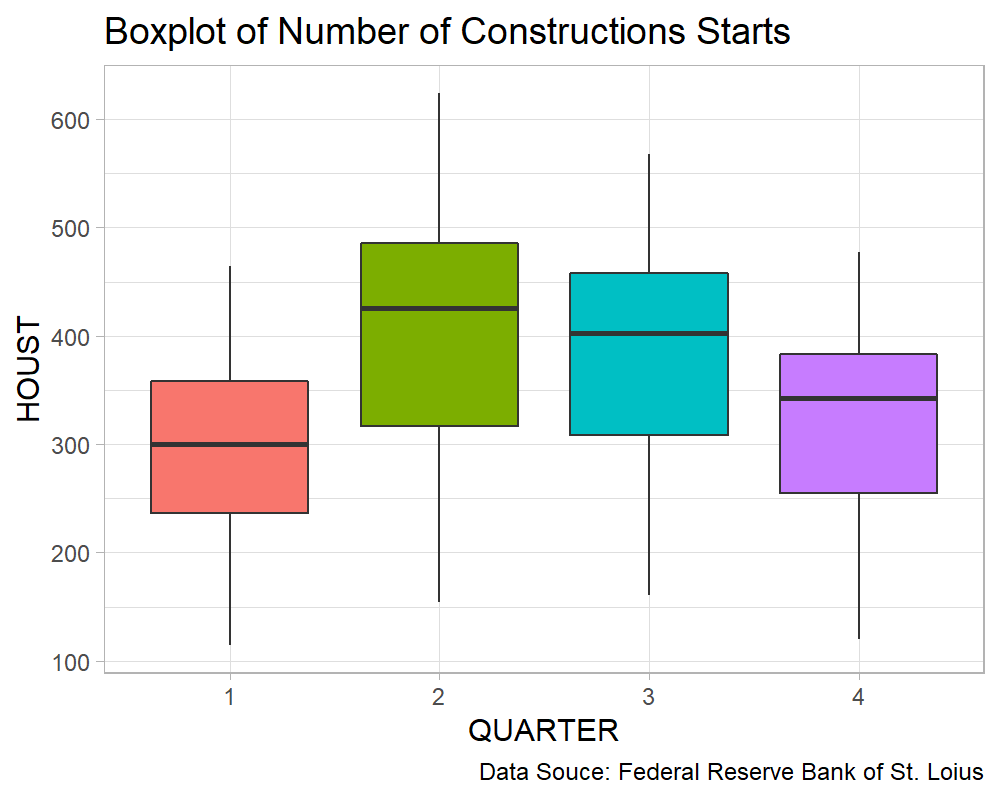 Boxplot of Number of Constructions Starts
HOUST
600
500
400
300
200
100
1 2 3 4
QUARTER
Data Souce: Federal Reserve Bank of St. Loius